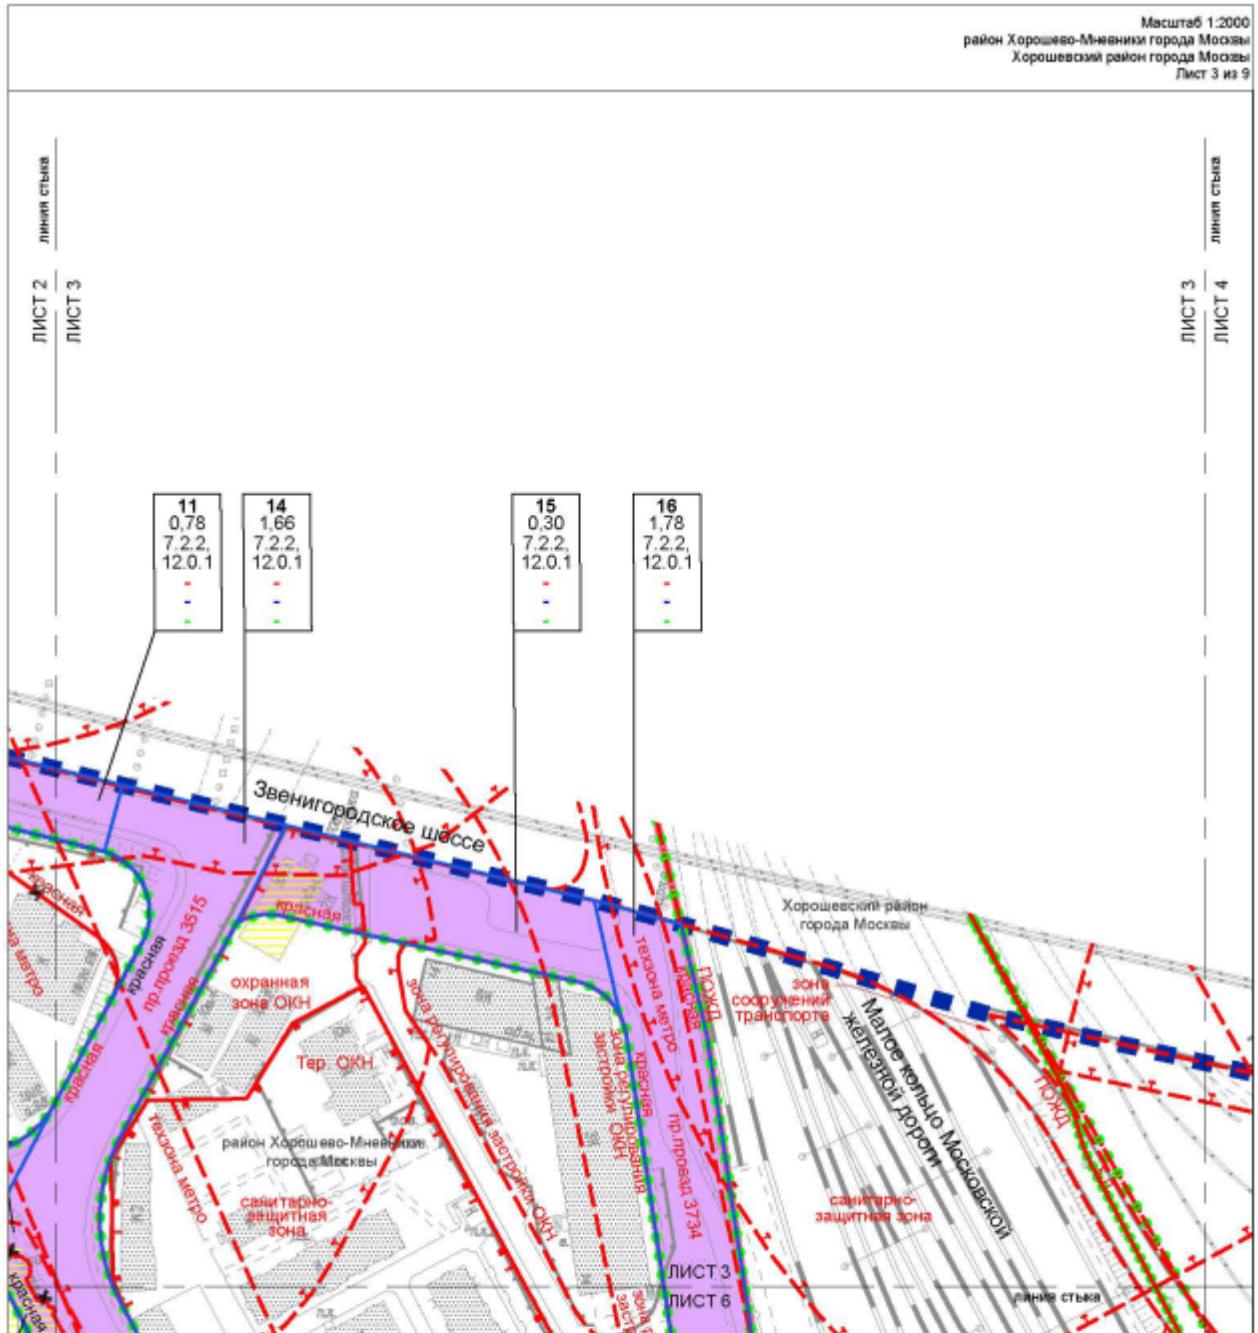 Масштаб 1:2000
район Хорошево-Мневники города Москвы
Хорошевский район города Москвы
Лист 3 из 9
линия стыка
линия стыка
ЛИСТ 2
ЛИСТ 3
ЛИСТ 3
ЛИСТ 4
11
0,78
7.2.2,
12.0.1
-
-
-
14
1,66
7.2.2,
12.0.1
-
-
-
15
0,30
7.2.2,
12.0.1
-
-
-
16
1,78
7.2.2,
12.0.1
-
-
-
Звенигородское шоссе
красная
метро
красная
пр.проезд 3515
красная
красная
красная
охранная
зона ОКН
Тер. ОКН
зона регулирования застройки ОКН
техзона метро
красная
ПОЖД
зона
сооружений
транспорта
Хорошевский район
города Москвы
Малое кольцо Московской
железной дороги
ПОЖД
зона регулирования
застройки ОКН
красная
пр.проезд 3734
район Хорошево-Мневники
города Москвы
техзона метро
санитарно-
защитная
зона
санитарно-
защитная зона
красная
ЛИСТ 3
ЛИСТ 6
линия стыка